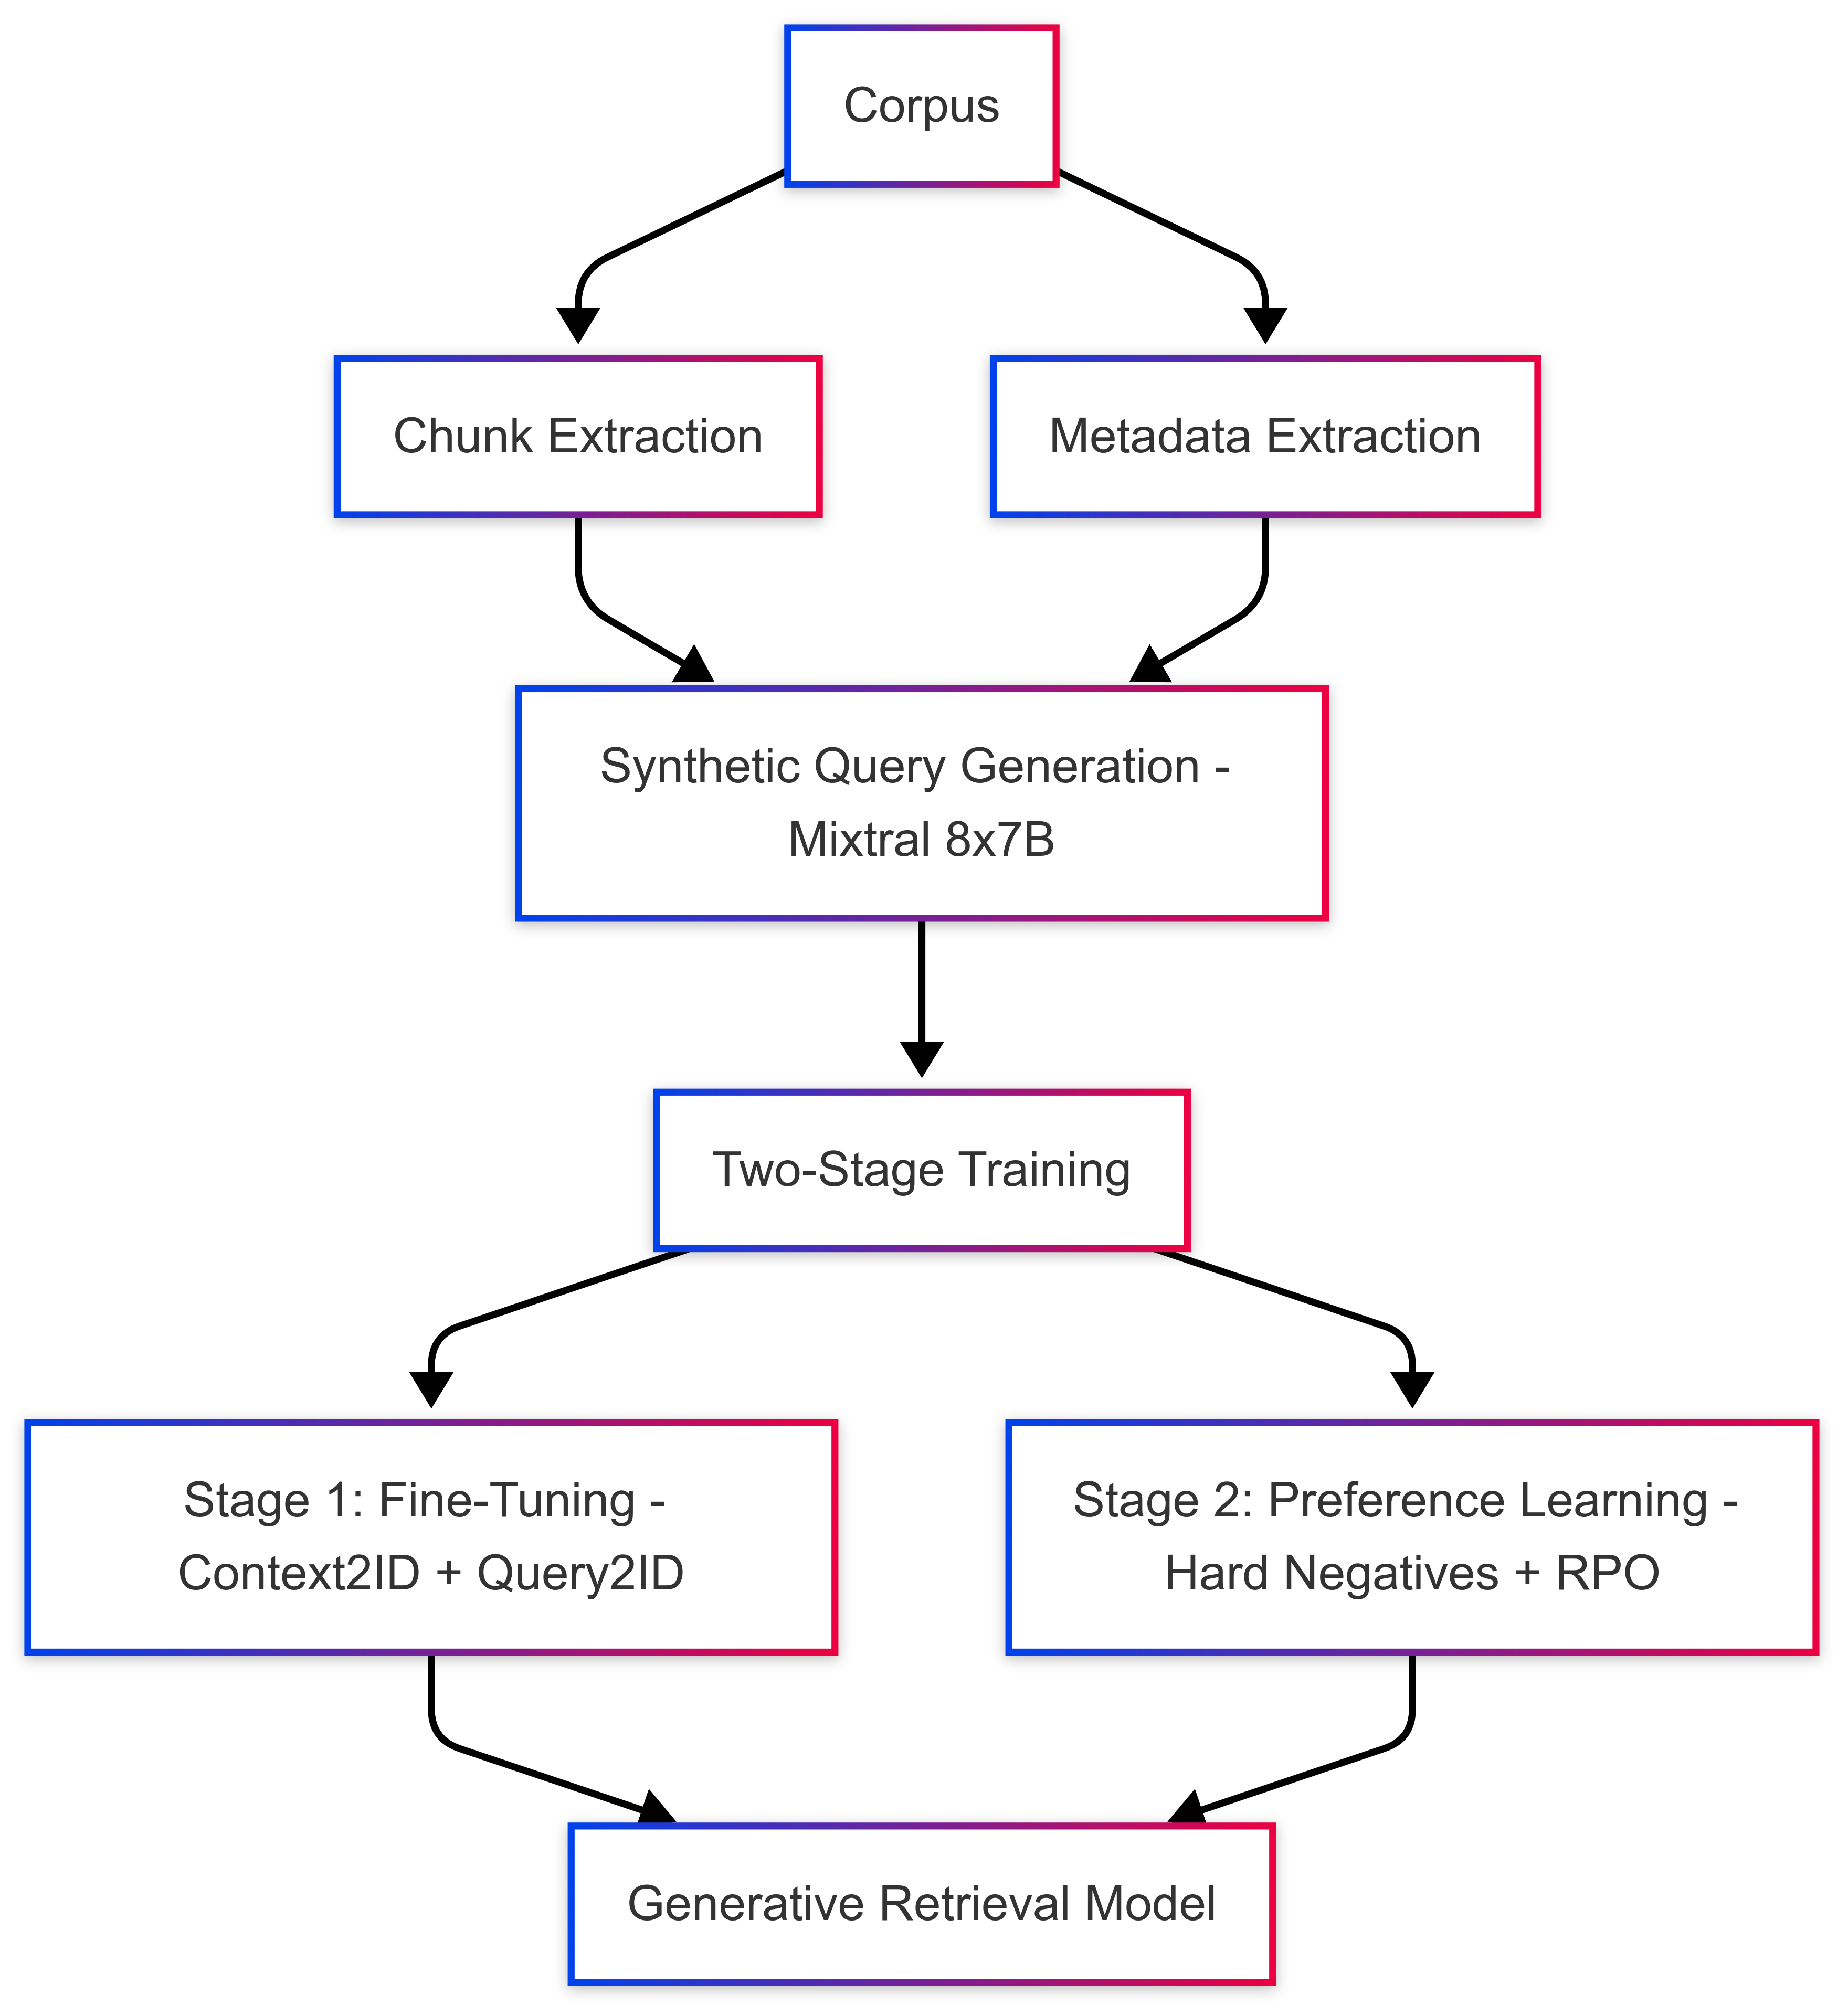 Corpus
Chunk Extraction
Metadata Extraction
Synthetic Query Generation -
Mixtral 8x7B
Two-Stage Training
Stage 1: Fine-Tuning -
Context2ID + Query2ID
Stage 2: Preference Learning -
Hard Negatives + RPO
Generative Retrieval Model